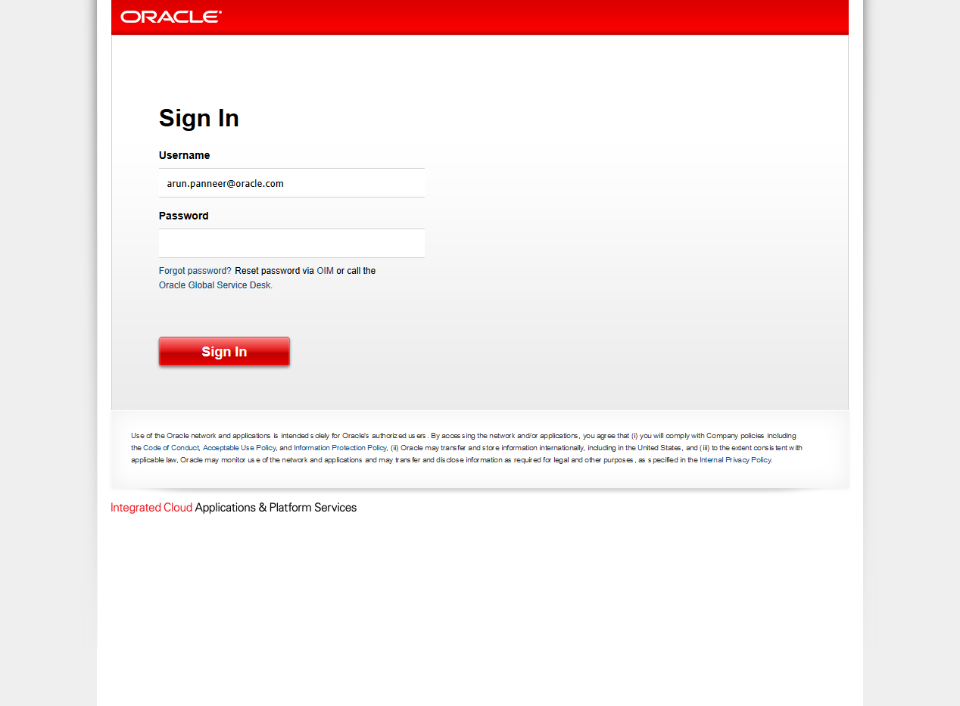 ORACLE
Sign In
Username
arun.panneer@oracle.com
Password
Forgot password? Reset password via OIM or call the
Oracle Global Service Desk.
Sign In
Use of the Oracle network and applications is intended solely for Oracle's authorized users. By accessing the network and/or applications, you agree that (i) you will comply with Company policies including
the Code of Conduct, Acceptable Use Policy, and Information Protection Policy, (ii) Oracle may transfer and store information internationally, including in the United States, and (iii) to the extent consistent with
applicable law, Oracle may monitor use of the network and applications and may transfer and disclose information as required for legal and other purposes, as specified in the Internal Privacy Policy.
Integrated Cloud Applications & Platform Services